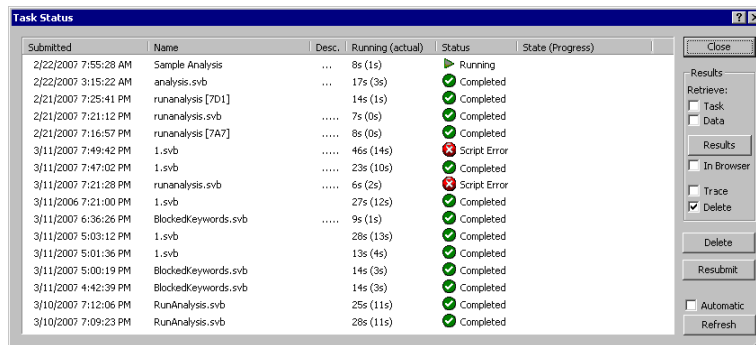 Task Status
Submitted Name Desc. Running (actual) Status State (Progress)
2/22/2007 7:55:28 AM Sample Analysis ... 8s (1s) Running
2/22/2007 3:15:22 AM analysis.svb ... 17s (3s) Completed
2/21/2007 7:25:41 PM runanalysis [7D1] 14s (1s) Completed
2/21/2007 7:21:12 PM runanalysis.svb ..... 7s (0s) Completed
2/21/2007 7:16:57 PM runanalysis [7A7] ..... 8s (0s) Completed
3/11/2007 7:49:42 PM 1.svb ..... 46s (14s) Script Error
3/11/2007 7:47:02 PM 1.svb ..... 23s (10s) Completed
3/11/2007 7:21:28 PM runanalysis.svb ..... 6s (2s) Script Error
3/11/2006 7:21:00 PM 1.svb ..... 27s (12s) Completed
3/11/2007 6:36:26 PM BlockedKeywords.svb ..... 9s (1s) Completed
3/11/2007 5:03:12 PM 1.svb 28s (13s) Completed
3/11/2007 5:01:36 PM 1.svb 13s (4s) Completed
3/11/2007 5:00:19 PM BlockedKeywords.svb 14s (3s) Completed
3/11/2007 4:42:39 PM BlockedKeywords.svb 14s (3s) Completed
3/10/2007 7:12:06 PM RunAnalysis.svb 25s (11s) Completed
3/10/2007 7:09:23 PM RunAnalysis.svb 28s (11s) Completed
Close
Results
Retrieve:
Task
Data
Results
In Browser
Trace
Delete
Delete
Resubmit
Automatic
Refresh